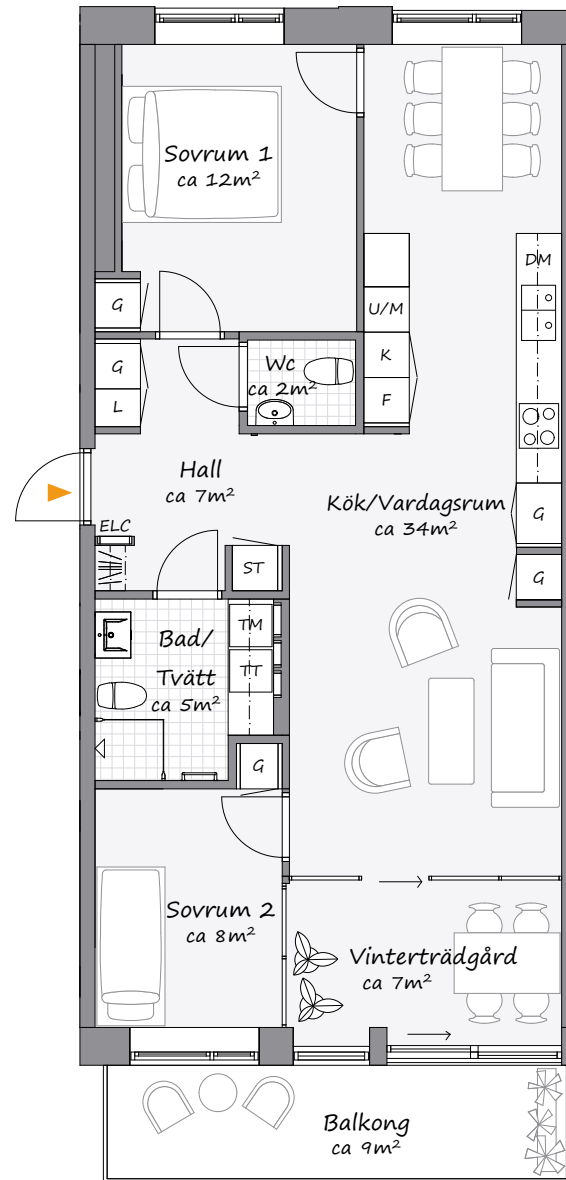 Sovrum 1
ca 12m²
DM
G
U/M
G
Wc
ca 2m²
K
L
F
Hall
ca 7m²
Kök/Vardagsrum
ca 34m²
G
ELC
ST
G
TM
Bad/
Tvätt
ca 5m²
TT
G
Sovrum 2
ca 8m²
Vinterträdgård
ca 7m²
Balkong
ca 9m²